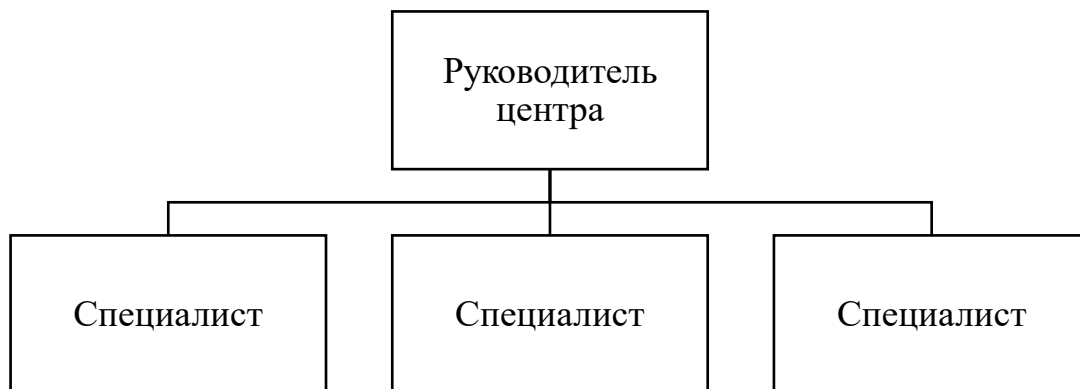 Руководитель
центра
Специалист
Специалист
Специалист